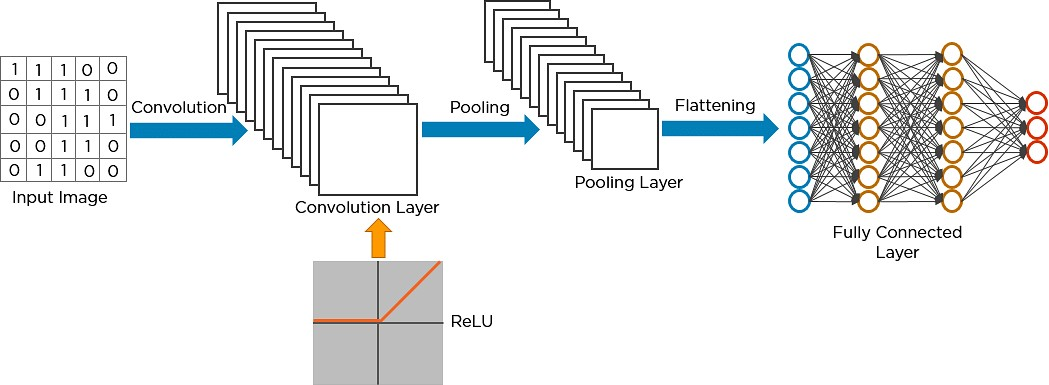 1 1 1 0 0
0 1 1 1 0
0 0 1 1 1
0 0 1 1 0
0 1 1 0 0
Input Image
Convolution
Convolution Layer
ReLU
Pooling
Pooling Layer
Flattening
Fully Connected
Layer